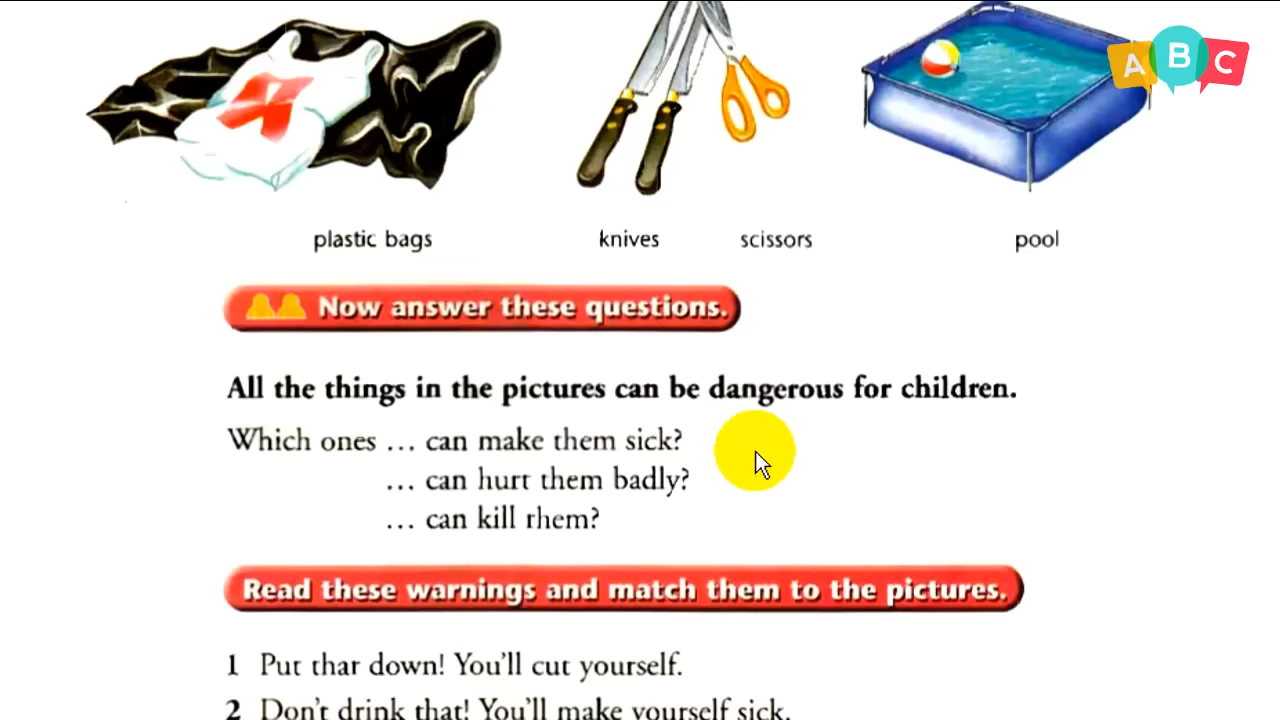 A B C
plastic bags knives scissors pool
Now answer these questions.
All the things in the pictures can be dangerous for children.
Which ones … can make them sick?
… can hurt them badly?
… can kill them?
Read these warnings and match them to the pictures.
1 Put that down! You'll cut yourself.
2 Don't drink that! You'll make yourself sick.